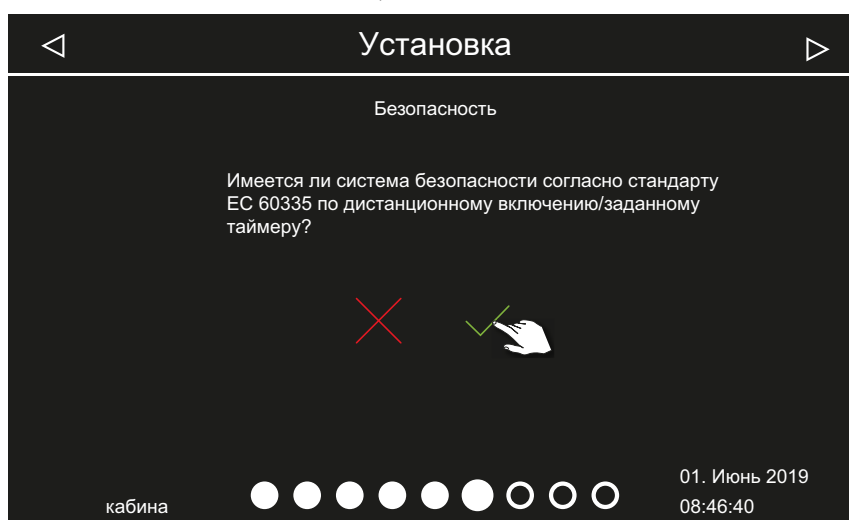 Установка
Безопасность
Имеется ли система безопасности согласно стандарту
ЕС 60335 по дистанционному включению/заданному
таймеру?
01. Июнь 2019
кабина
08:46:40